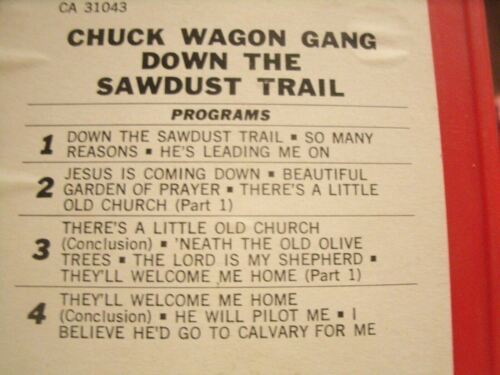 CA 31043
CHUCK WAGON GANG
DOWN THE
SAWDUST TRAIL
PROGRAMS
1 DOWN THE SAWDUST TRAIL ▪ SO MANY
REASONS ▪ HE'S LEADING ME ON
2 JESUS IS COMING DOWN ▪ BEAUTIFUL
GARDEN OF PRAYER ▪ THERE'S A LITTLE
OLD CHURCH (Part 1)
3 THERE'S A LITTLE OLD CHURCH
(Conclusion) ▪ 'NEATH THE OLD OLIVE
TREES ▪ THE LORD IS MY SHEPHERD ▪
THEY'LL WELCOME ME HOME (Part 1)
4 THEY'LL WELCOME ME HOME
(Conclusion) ▪ HE WILL PILOT ME ▪ I
BELIEVE HE'D GO TO CALVARY FOR ME